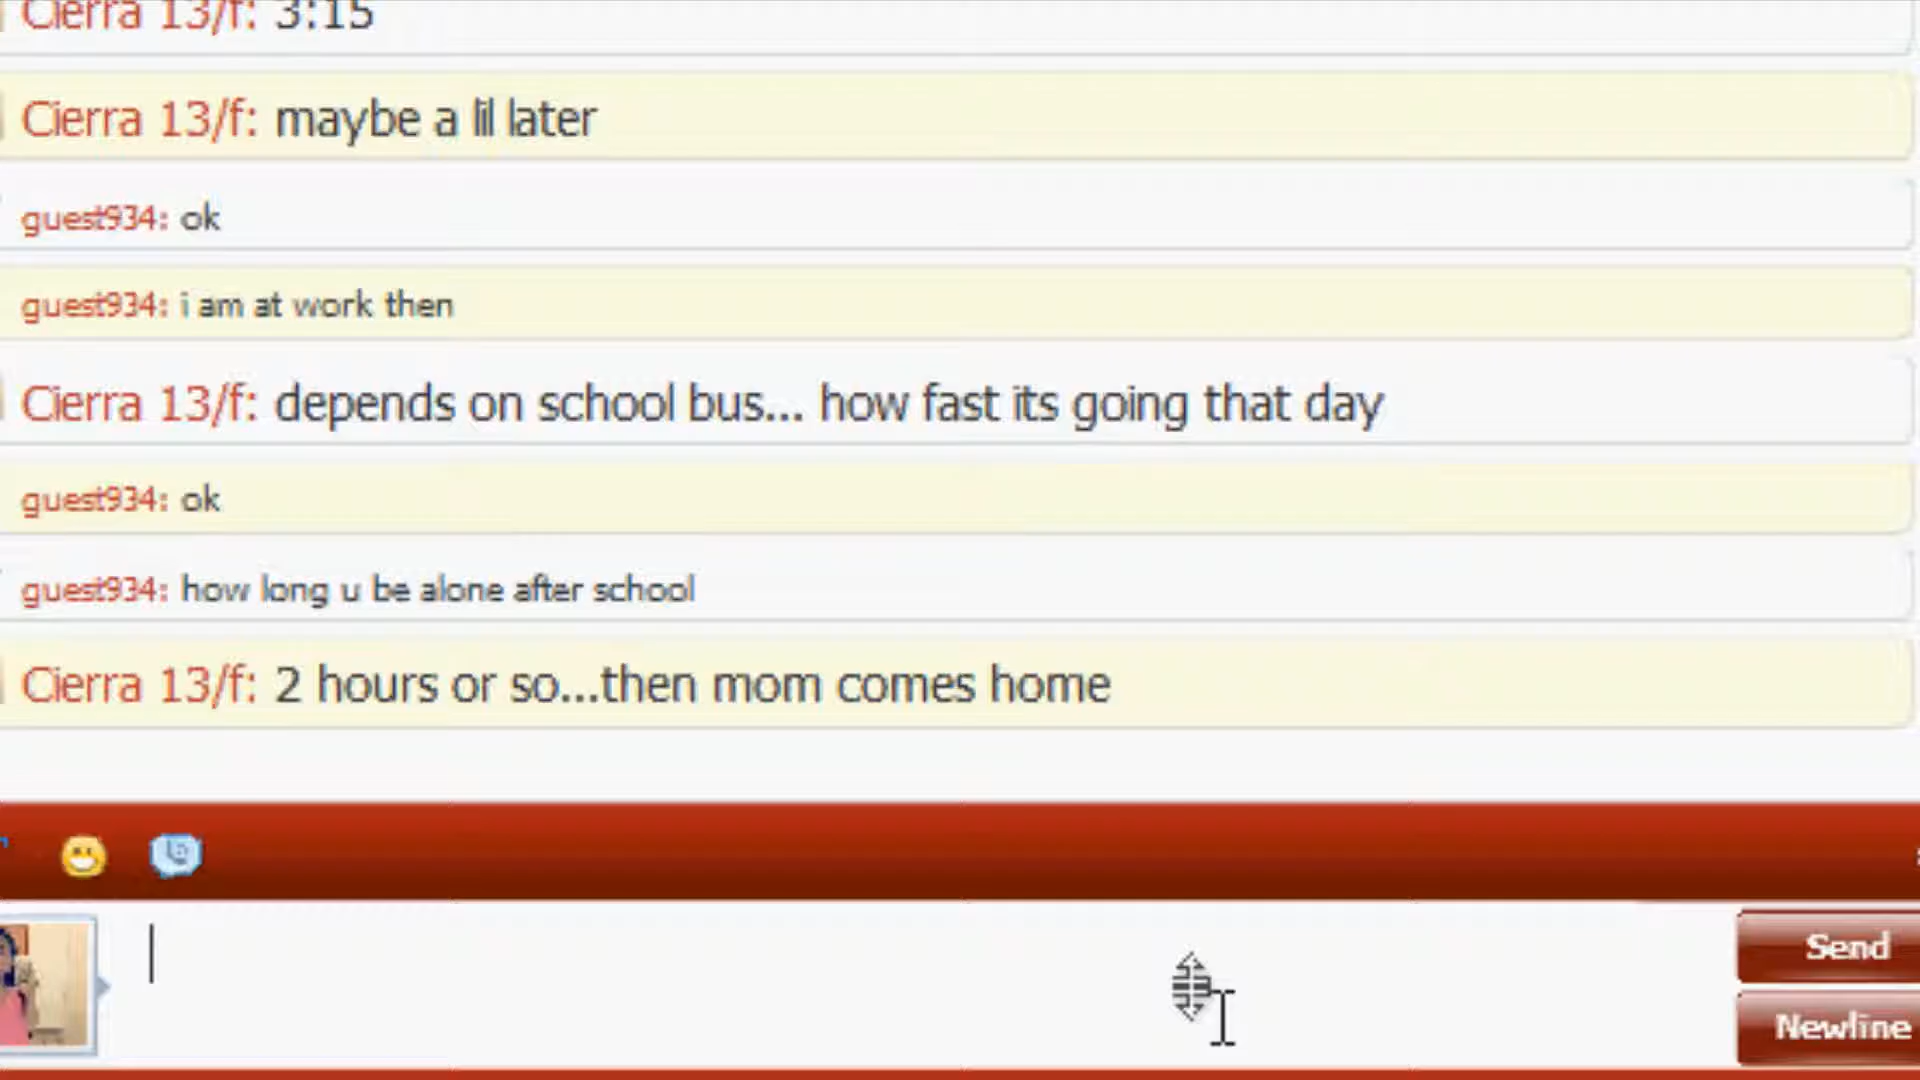 Cierra 13/f: 3:15
Cierra 13/f: maybe a lil later
guest934: ok
guest934: i am at work then
Cierra 13/f: depends on school bus... how fast its going that day
guest934: ok
guest934: how long u be alone after school
Cierra 13/f: 2 hours or so...then mom comes home
Send
Newline